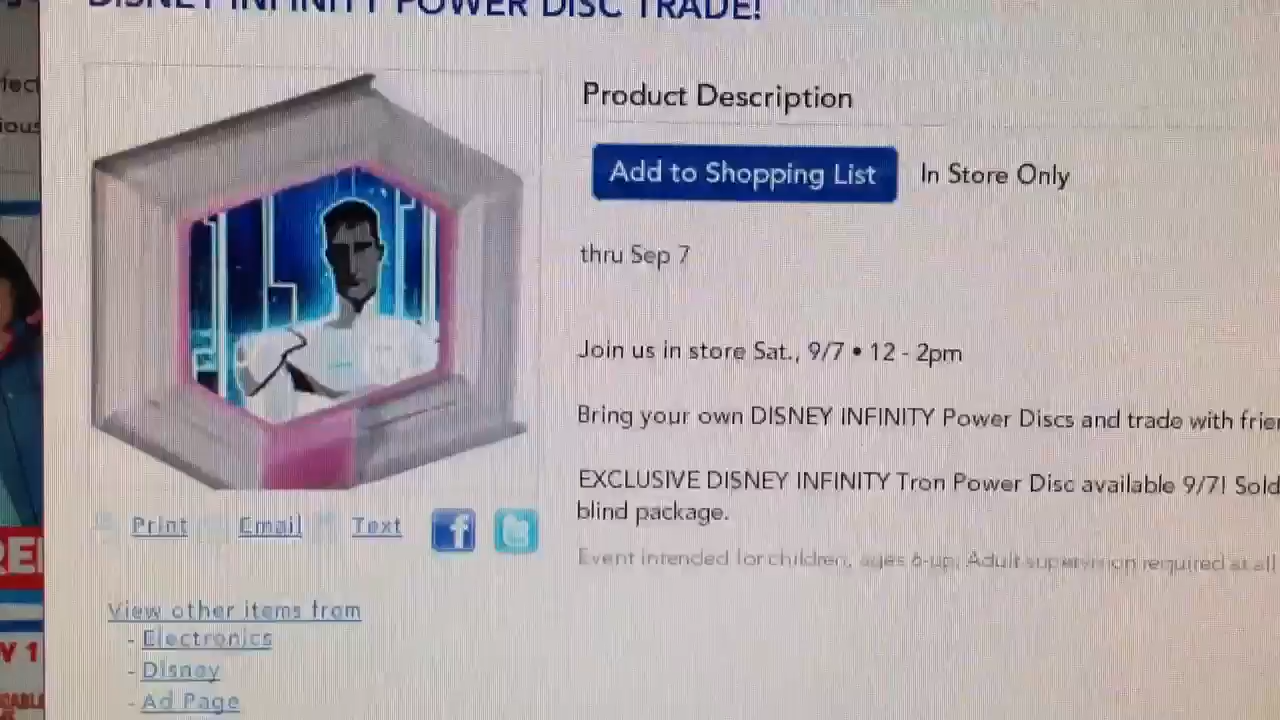 DISNEY INFINITY POWER DISC TRADE!
Product Description
Add to Shopping List In Store Only
thru Sep 7
Join us in store Sat., 9/7 • 12 - 2pm
Bring your own DISNEY INFINITY Power Discs and trade with
EXCLUSIVE DISNEY INFINITY Tron Power Disc available 9/7! Sold
blind package.
Event intended for children, ages 6-up. Adult supervision required at all
Print Email Text
View other items from
- Electronics
- Disney
- Ad Page